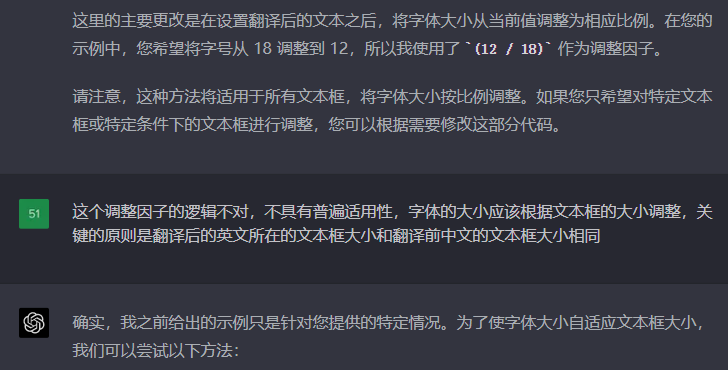 这里的主要更改是在设置翻译后的文本之后，将字体大小从当前值调整为相应比例。在您的
示例中，您希望将字号从 18 调整到 12，所以我使用了 `(12 / 18)` 作为调整因子。
请注意，这种方法将适用于所有文本框，将字体大小按比例调整。如果您只希望对特定文本
框或特定条件下的文本框进行调整，您可以根据需要修改这部分代码。
51
这个调整因子的逻辑不对，不具有普遍适用性，字体的大小应该根据文本框的大小调整，关
键的原则是翻译后的英文所在的文本框大小和翻译前中文的文本框大小相同
确实，我之前给出的示例只是针对您提供的特定情况。为了使字体大小自适应文本框大小，
我们可以尝试以下方法：